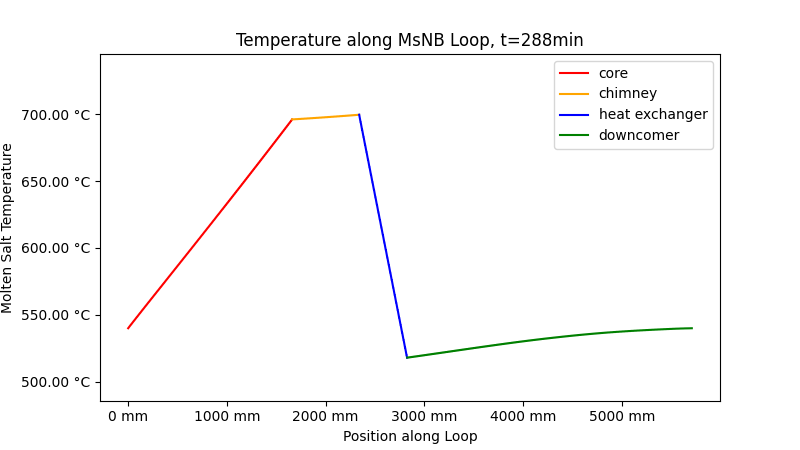 Temperature along MsNB Loop, t=288min
core
chimney
heat exchanger
downcomer
Molten Salt Temperature
700.00 °C
650.00 °C
600.00 °C
550.00 °C
500.00 °C
0 mm
1000 mm
2000 mm
3000 mm
4000 mm
5000 mm
Position along Loop